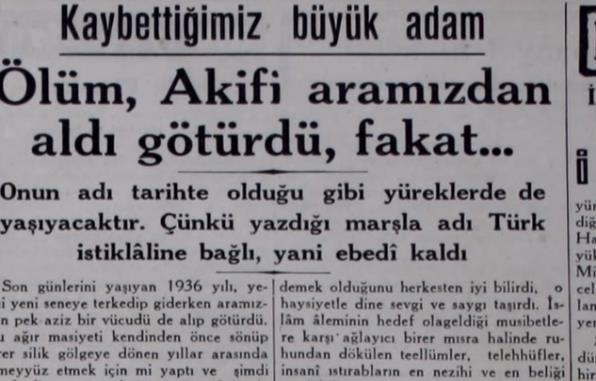 Kaybettiğimiz büyük adam
Ölüm, Akifi aramızdan
aldı götürdü, fakat...
Onun adı tarihte olduğu gibi yüreklerde de
yaşıyacaktır. Çünkü yazdığı marşla adı Türk
istiklâline bağlı, yani ebedî kaldı
Son günlerini yaşıyan 1936 yılı, ye-
yeni seneye terkedip giderken aramız-
pek aziz bir vücudü de alıp götürdü.
ağır masiyeti kendinden önce sönüp
silik gölgeye dönen yıllar arasında
etmek için mi yaptı ve şimdi
demek olduğunu herkesten iyi bilirdi, o
haysiyetle dine sevgi ve saygı taşırdı. İs-
lâm âleminin hedef olageldiği musibetle-
re karşı ağlayıcı birer mısra halinde ru-
hundan dökülen teellümler, telehhüfler,
insanî ıstırabların en nezihi ve en beliği